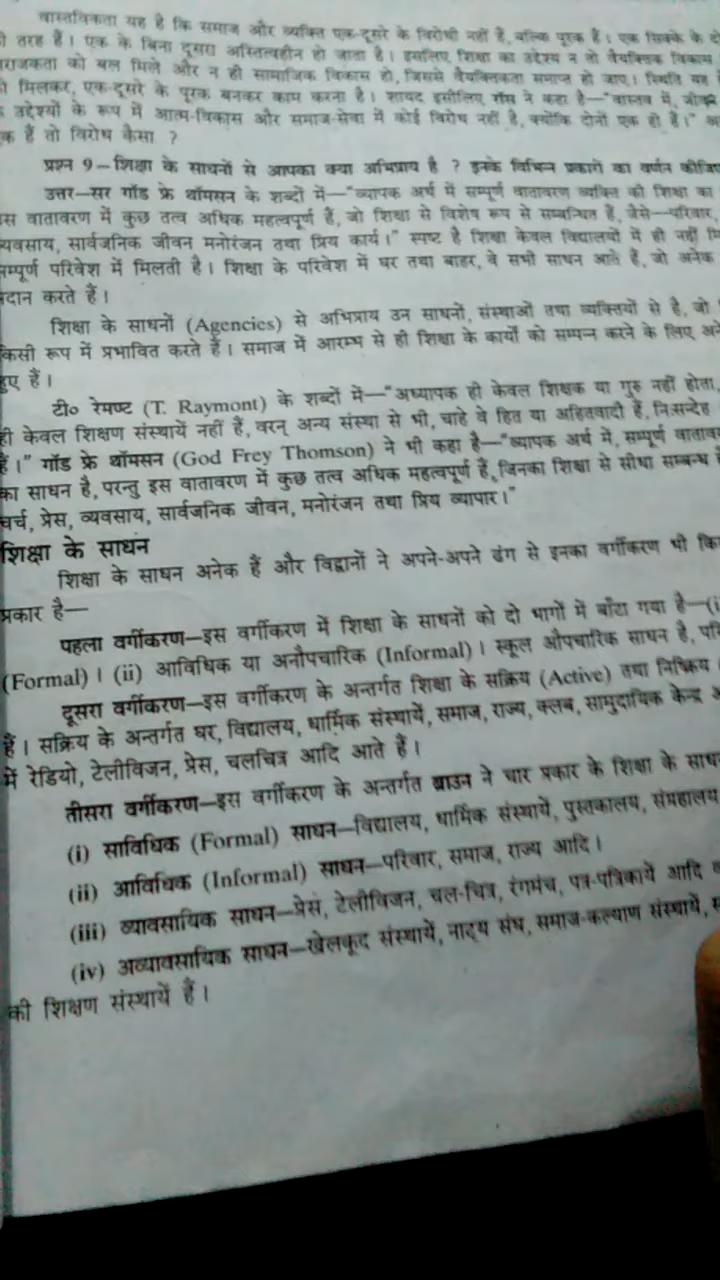 वास्तविकता यह है कि समाज और व्यक्ति एक-दूसरे के विरोधी नहीं हैं, बल्कि पूरक हैं। एक सिक्के के दो
तरह हैं। एक के बिना दूसरा अस्तित्वहीन हो जाता है। इसलिए शिक्षा का उद्देश्य न तो वैयक्तिक विकास
राजकता को बल मिले और न ही सामाजिक विकास हो, जिससे वैयक्तिकता समाप्त हो जाए। स्थिति यह
मिलकर, एक-दूसरे के पूरक बनकर काम करना है। शायद इसीलिए रॉस ने कहा है—"वास्तव में, जीवन
उद्देश्यों के रूप में आत्म-विकास और समाज-सेवा में कोई विरोध नहीं है, क्योंकि दोनों एक ही हैं।"
क हैं तो विरोध कैसा ?
प्रश्न 9—शिक्षा के साधनों से आपका क्या अभिप्राय है ? इनके विभिन्न प्रकारों का वर्णन कीजिए
उत्तर—सर गॉड फ्रे थॉमसन के शब्दों में—"व्यापक अर्थ में सम्पूर्ण वातावरण व्यक्ति की शिक्षा का
स वातावरण में कुछ तत्व अधिक महत्वपूर्ण हैं, जो शिक्षा से विशेष रूप से सम्बन्धित हैं, जैसे—परिवार,
यवसाय, सार्वजनिक जीवन मनोरंजन तथा प्रिय कार्य।" स्पष्ट है शिक्षा केवल विद्यालयों में ही नहीं
म्पूर्ण परिवेश में मिलती है। शिक्षा के परिवेश में घर तथा बाहर, वे सभी साधन आते हैं, जो अनेक
दान करते हैं।
शिक्षा के साधनों (Agencies) से अभिप्राय उन साधनों, संस्थाओं तथा व्यक्तियों से है, जो
किसी रूप में प्रभावित करते हैं। समाज में आरम्भ से ही शिक्षा के कार्यों को सम्पन्न करने के लिए अने
हुए हैं।
टी० रेमण्ट (T. Raymont) के शब्दों में—"अध्यापक ही केवल शिक्षक या गुरु नहीं होता,
ही केवल शिक्षण संस्थायें नहीं हैं, वरन् अन्य संस्था से भी, चाहे वे हित या अहितवादी हैं, निःसन्देह
हैं।" गॉड फ्रे थॉमसन (God Frey Thomson) ने भी कहा है—"व्यापक अर्थ में, सम्पूर्ण वातावर
का साधन है, परन्तु इस वातावरण में कुछ तत्व अधिक महत्वपूर्ण हैं, जिनका शिक्षा से सीधा सम्बन्ध है
चर्च, प्रेस, व्यवसाय, सार्वजनिक जीवन, मनोरंजन तथा प्रिय व्यापार।"
शिक्षा के साधन
शिक्षा के साधन अनेक हैं और विद्वानों ने अपने-अपने ढंग से इनका वर्गीकरण भी कि
प्रकार है—
पहला वर्गीकरण—इस वर्गीकरण में शिक्षा के साधनों को दो भागों में बाँटा गया है—(i
(Formal)। (ii) आविधिक या अनौपचारिक (Informal)। स्कूल औपचारिक साधन है, परि
दूसरा वर्गीकरण—इस वर्गीकरण के अन्तर्गत शिक्षा के सक्रिय (Active) तथा निष्क्रिय
हैं। सक्रिय के अन्तर्गत घर, विद्यालय, धार्मिक संस्थायें, समाज, राज्य, क्लब, सामुदायिक केन्द्र
में रेडियो, टेलीविजन, प्रेस, चलचित्र आदि आते हैं।
तीसरा वर्गीकरण—इस वर्गीकरण के अन्तर्गत ब्राउन ने चार प्रकार के शिक्षा के साध
(i) साविधिक (Formal) साधन—विद्यालय, धार्मिक संस्थायें, पुस्तकालय, संग्रहालय
(ii) आविधिक (Informal) साधन—परिवार, समाज, राज्य आदि।
(iii) व्यावसायिक साधन—प्रेस, टेलीविजन, चल-चित्र, रंगमंच, पत्र-पत्रिकायें आदि
(iv) अव्यावसायिक साधन—खेलकूद संस्थायें, नाट्य संघ, समाज-कल्याण संस्थायें,
की शिक्षण संस्थायें हैं।